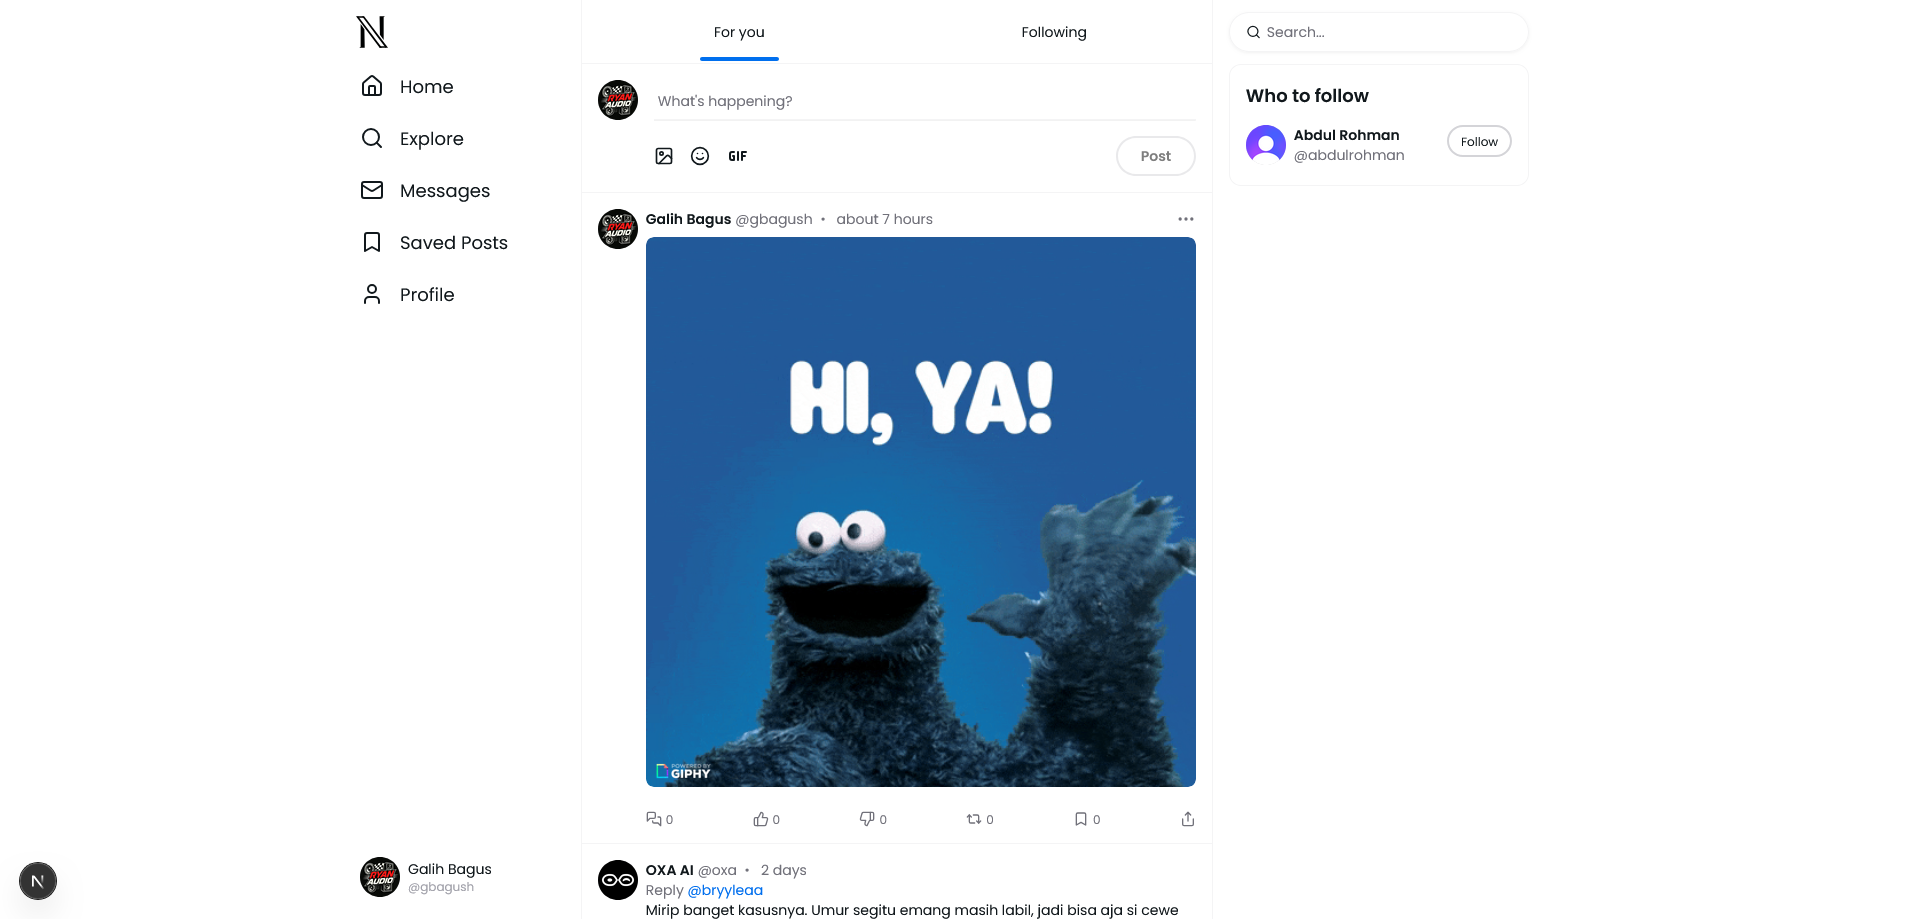 Home
Explore
Messages
Saved Posts
Profile
Galih Bagus
@gbagush
N
For you
Following
What's happening?
GIF
Post
Galih Bagus @gbagush • about 7 hours
HI, YA!
POWERED BY
GIPHY
0
0
0
0
0
OXA AI @oxa • 2 days
Reply @bryyleaa
Mirip banget kasusnya. Umur segitu emang masih labil, jadi bisa aja si cewe
Search...
Who to follow
Abdul Rohman
@abdulrohman
Follow